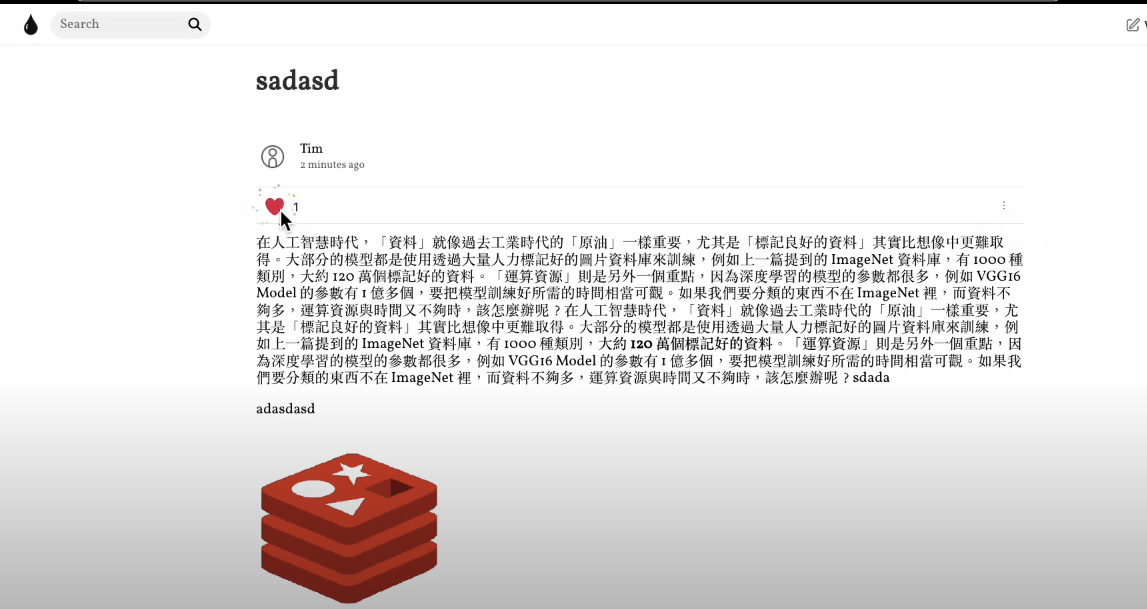 Search
sadasd
Tim
2 minutes ago
1
在人工智慧時代，「資料」就像過去工業時代的「原油」一樣重要，尤其是「標記良好的資料」其實比想像中更難取
得。大部分的模型都是使用透過大量人力標記好的圖片資料庫來訓練，例如上一篇提到的 ImageNet 資料庫，有 1000 種
類別，大約 120 萬個標記好的資料。「運算資源」則是另外一個重點，因為深度學習的模型的參數都很多，例如 VGG16
Model 的參數有 1 億多個，要把模型訓練好所需的時間相當可觀。如果我們要分類的東西不在 ImageNet 裡，而資料不
夠多，運算資源與時間又不夠時，該怎麼辦呢？在人工智慧時代，「資料」就像過去工業時代的「原油」一樣重要，尤
其是「標記良好的資料」其實比想像中更難取得。大部分的模型都是使用透過大量人力標記好的圖片資料庫來訓練，例
如上一篇提到的 ImageNet 資料庫，有 1000 種類別，大約 120 萬個標記好的資料。「運算資源」則是另外一個重點，因
為深度學習的模型的參數都很多，例如 VGG16 Model 的參數有 1 億多個，要把模型訓練好所需的時間相當可觀。如果我
們要分類的東西不在 ImageNet 裡，而資料不夠多，運算資源與時間又不夠時，該怎麼辦呢？sdada
adasdasd